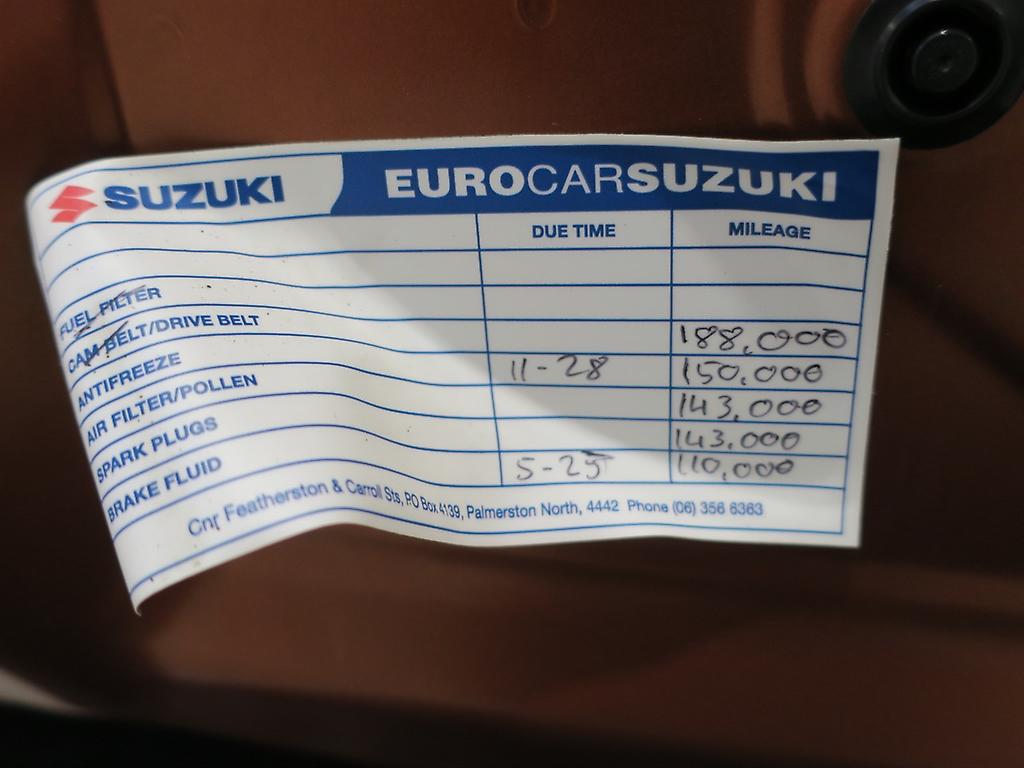 SUZUKI EUROCARSUZUKI
DUE TIME MILEAGE
FUEL FILTER
CAM BELT/DRIVE BELT 188,000
ANTIFREEZE 11-28 150,000
AIR FILTER/POLLEN 143,000
SPARK PLUGS 143,000
BRAKE FLUID 5-25 110,000
Cnr Featherston & Carroll Sts, PO Box 4139, Palmerston North, 4442 Phone (06) 356 6363